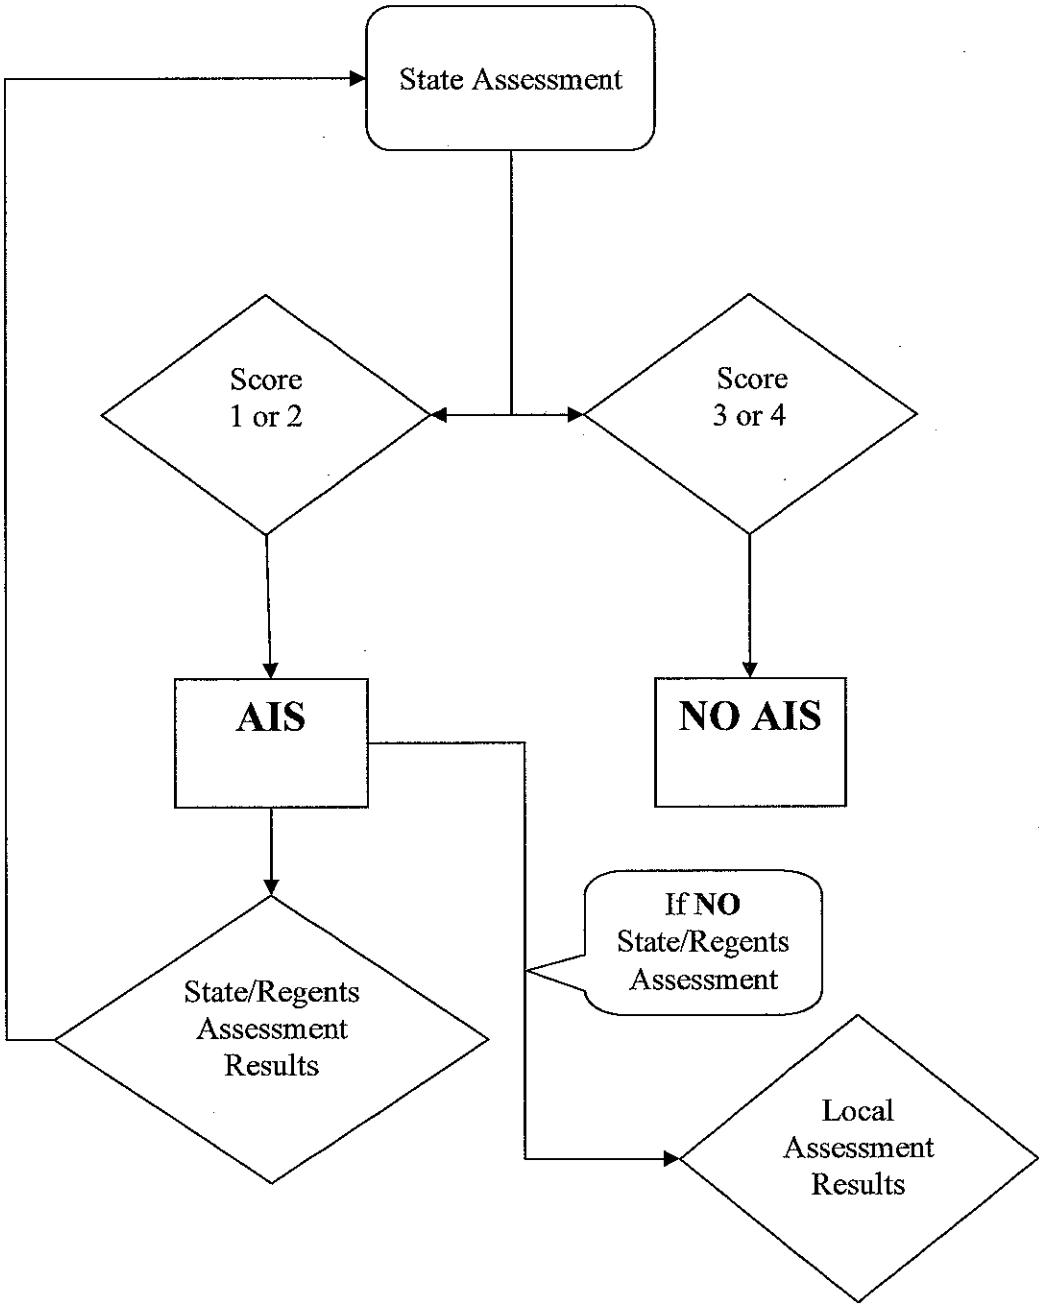 State Assessment
Score
1 or 2
Score
3 or 4
AIS
NO AIS
If NO
State/Regents
Assessment
State/Regents
Assessment
Results
Local
Assessment
Results